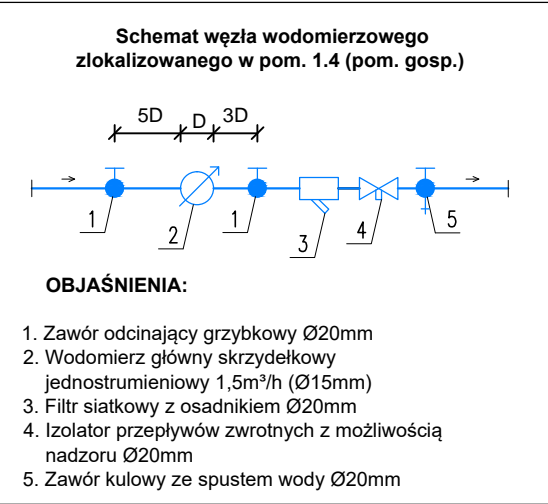 Schemat węzła wodomierzowego
zlokalizowanego w pom. 1.4 (pom. gosp.)
5D D 3D
1 2 1 3 4 5
OBJAŚNIENIA:
1. Zawór odcinający grzybkowy Ø20mm
2. Wodomierz główny skrzydełkowy
jednostrumieniowy 1,5m³/h (Ø15mm)
3. Filtr siatkowy z osadnikiem Ø20mm
4. Izolator przepływów zwrotnych z możliwością
nadzoru Ø20mm
5. Zawór kulowy ze spustem wody Ø20mm